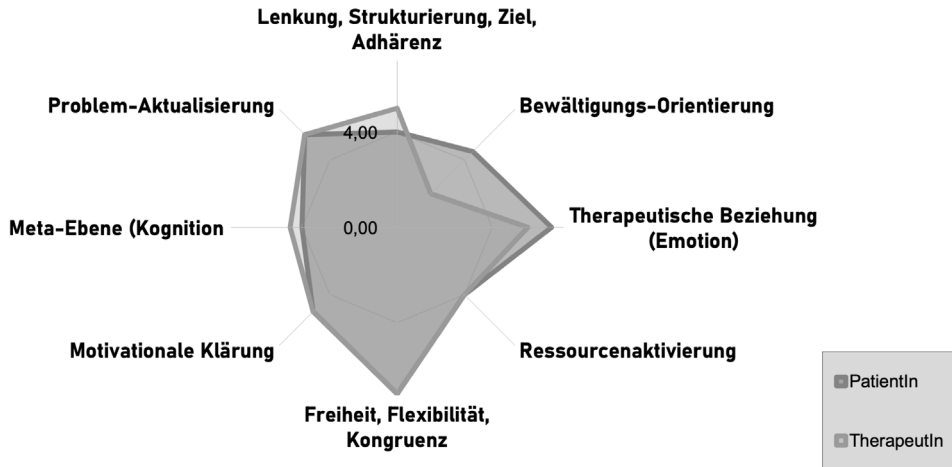 Lenkung, Strukturierung, Ziel,
Adhärenz
Problem-Aktualisierung
Bewältigungs-Orientierung
4,00
Meta-Ebene (Kognition
0,00
Therapeutische Beziehung
(Emotion)
Motivationale Klärung
Ressourcenaktivierung
Freiheit, Flexibilität,
Kongruenz
PatientIn
TherapeutIn